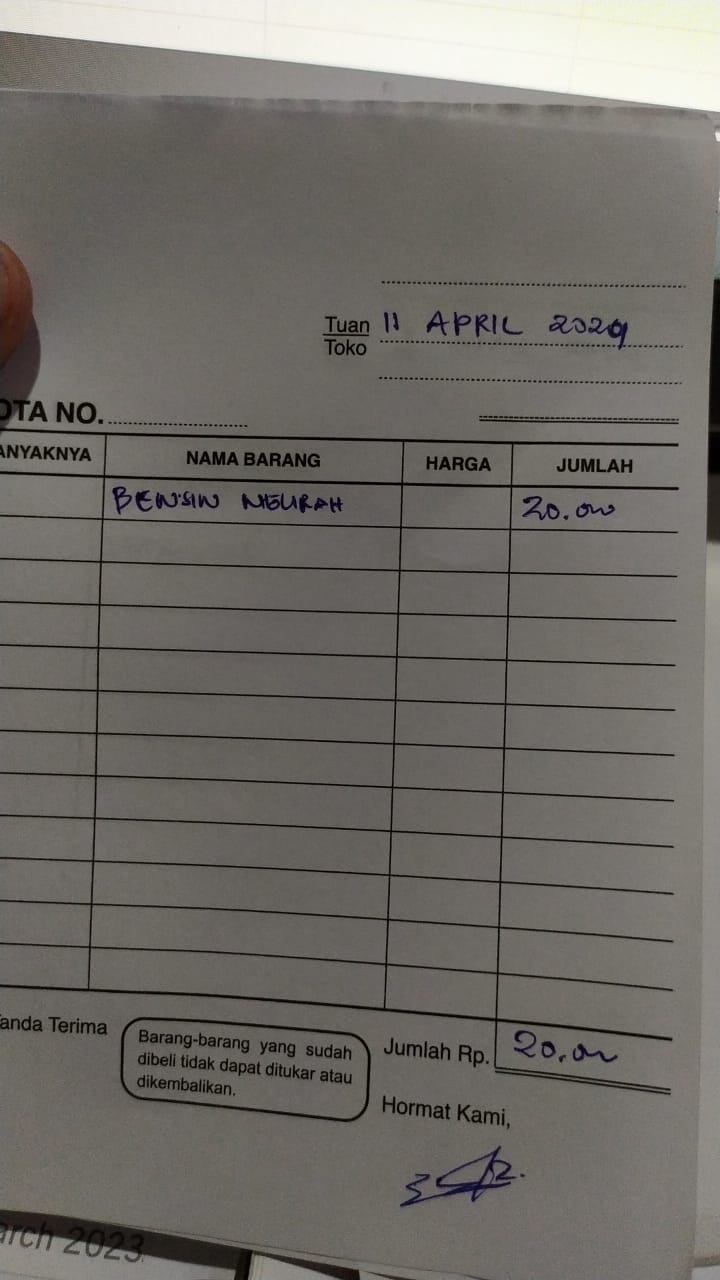 Tuan 11 APRIL 2024
Toko
OTA NO.
ANYAKNYA NAMA BARANG HARGA JUMLAH
BENSIN NGURAH 20.000
anda Terima
Barang-barang yang sudah
dibeli tidak dapat ditukar atau
dikembalikan.
Jumlah Rp. 20.000
Hormat Kami,
arch 2023